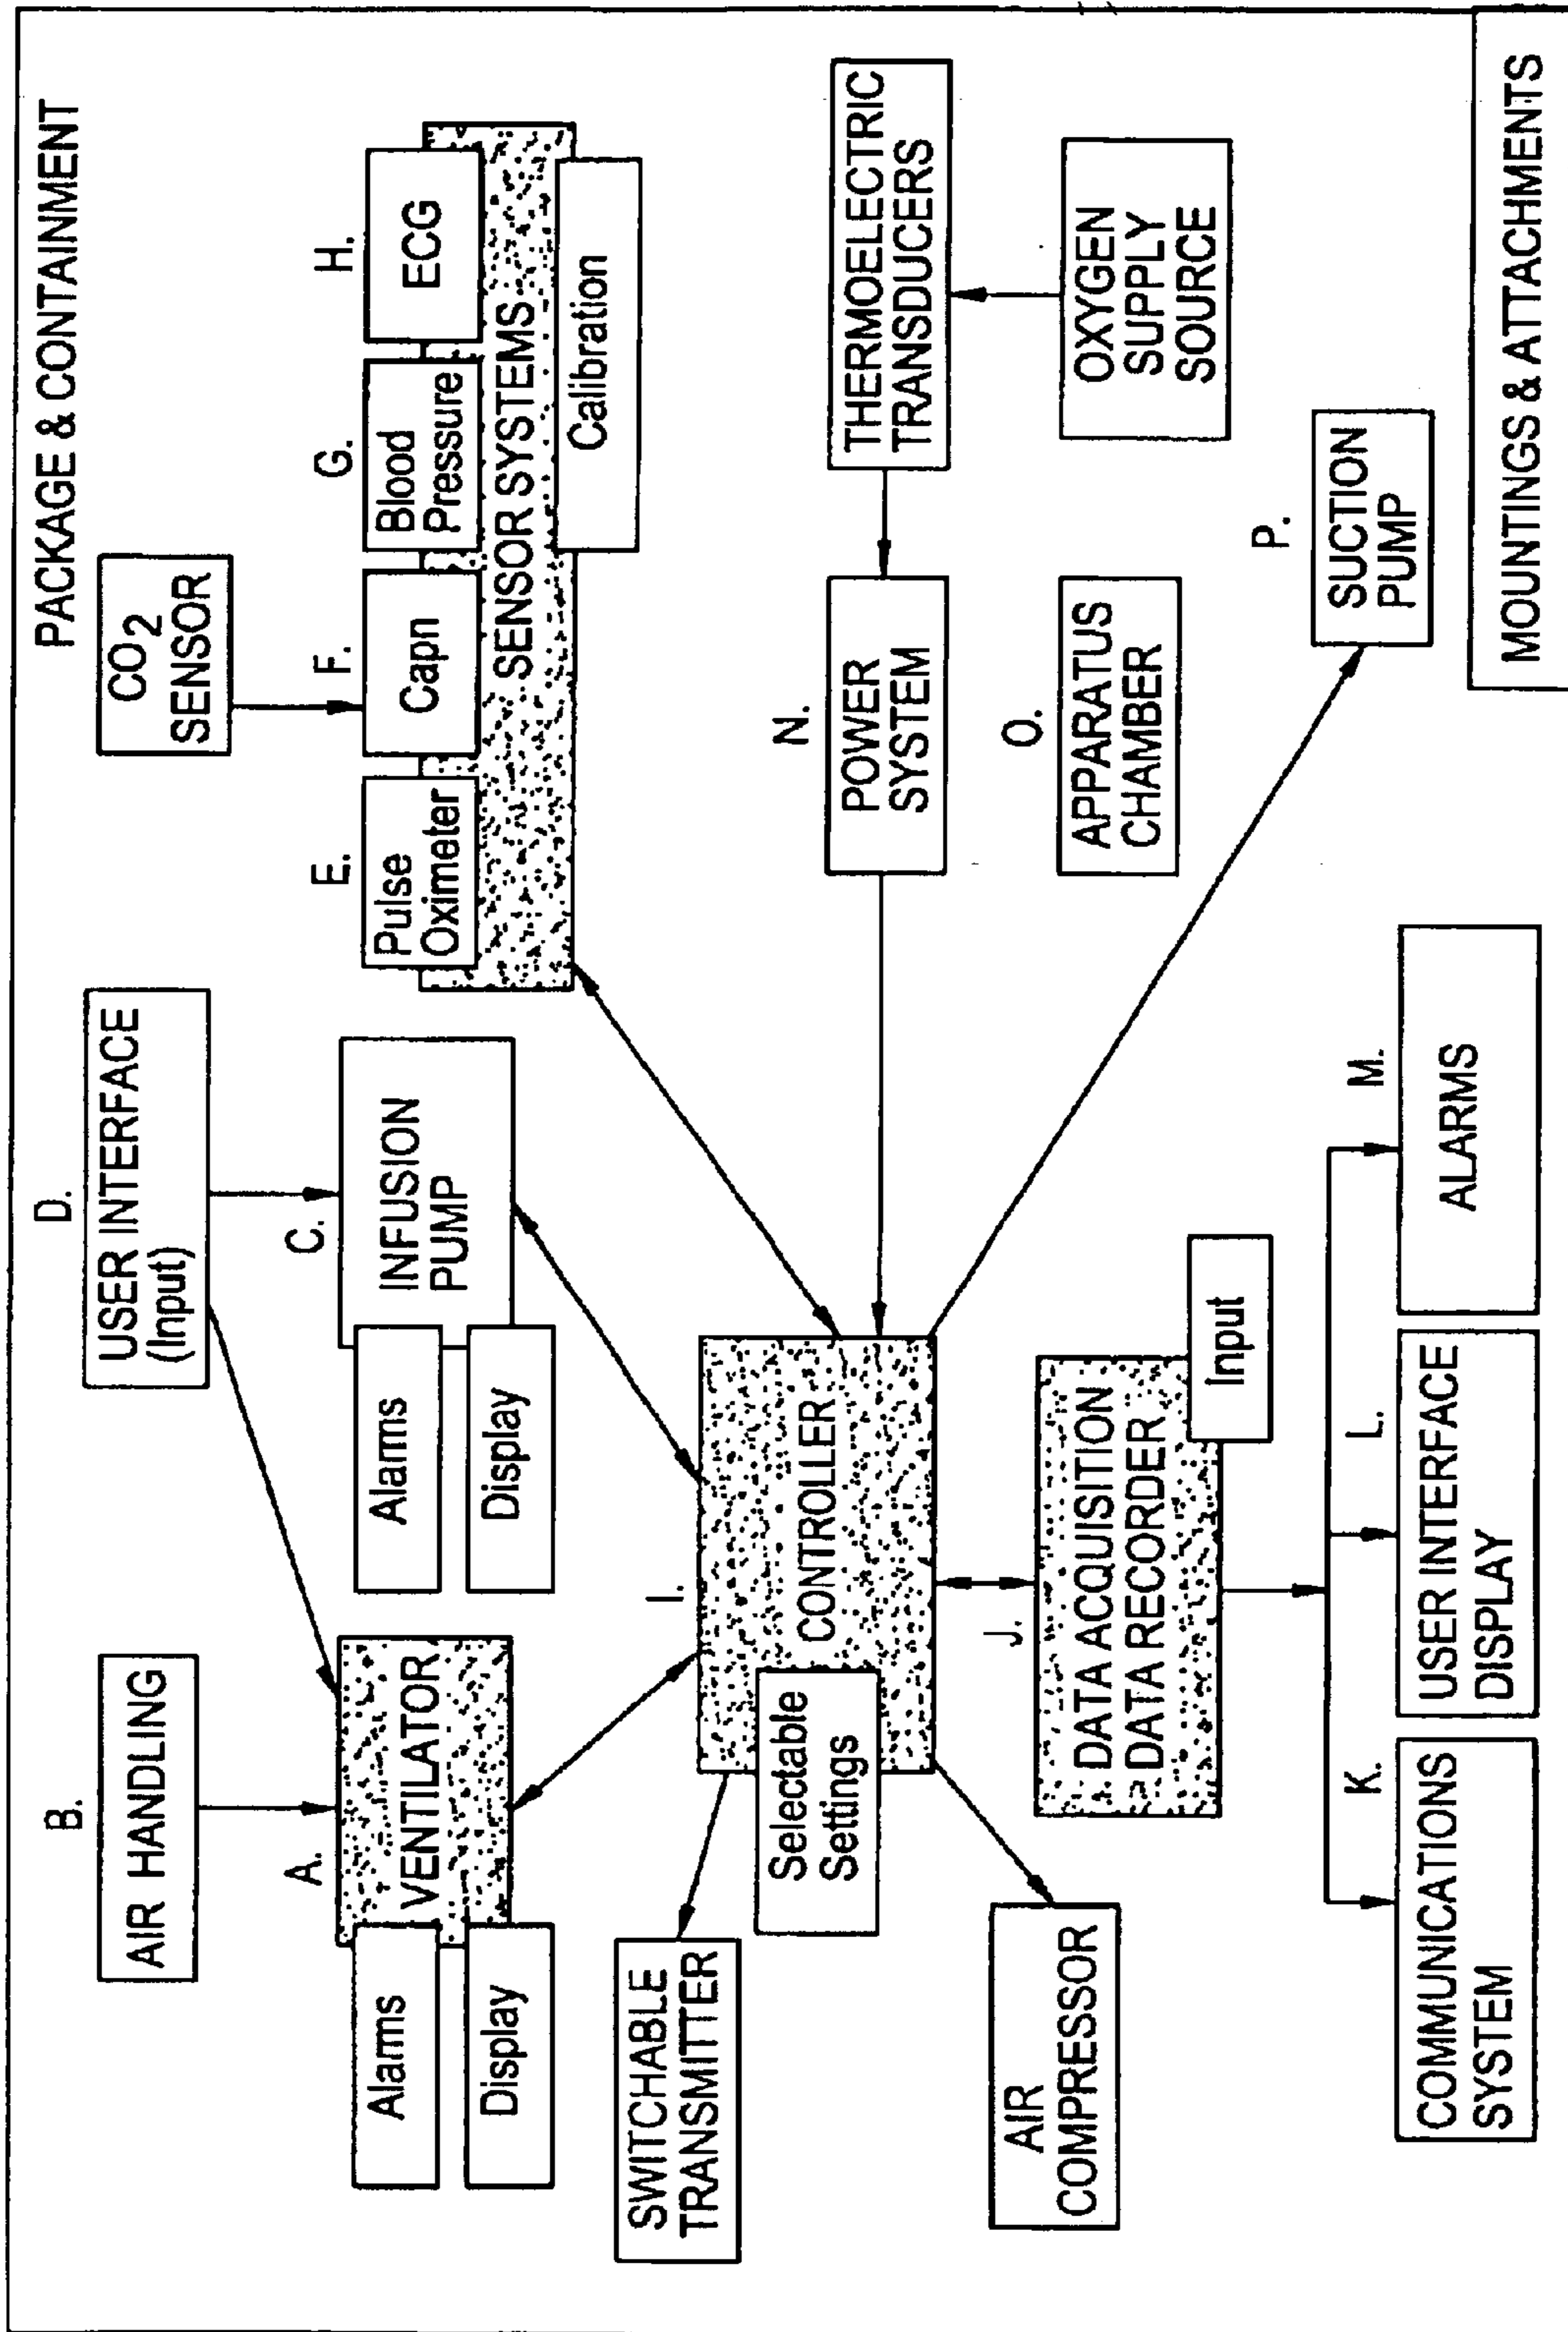 PACKAGE & CONTAINMENT
B.
AIR HANDLING
A.
VENTILATOR
Alarms
Display
D.
USER INTERFACE
(Input)
C.
INFUSION
PUMP
Alarms
Display
CO2
SENSOR
E.
Pulse
Oximeter
F.
Capn
G.
Blood
Pressure
H.
ECG
SENSOR SYSTEMS
Calibration
SWITCHABLE
TRANSMITTER
I.
CONTROLLER
Selectable
Settings
AIR
COMPRESSOR
J.
DATA ACQUISITION
DATA RECORDER
Input
K.
COMMUNICATIONS
SYSTEM
L.
USER INTERFACE
DISPLAY
M.
ALARMS
N.
POWER
SYSTEM
THERMOELECTRIC
TRANSDUCERS
O.
APPARATUS
CHAMBER
OXYGEN
SUPPLY
SOURCE
P.
SUCTION
PUMP
MOUNTINGS & ATTACHMENTS